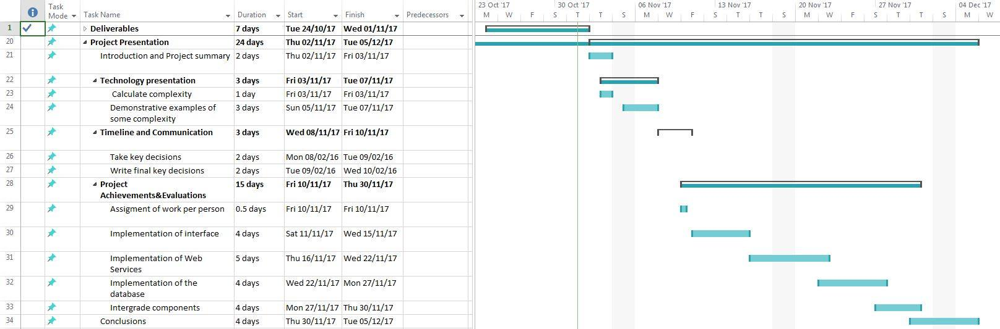 Task
Mode Task Name Duration Start Finish Predecessors
23 Oct '17 30 Oct '17 06 Nov '17 13 Nov '17 20 Nov '17 27 Nov '17 04 Dec '17
M W F S T T S M W F S T T S M W F S T T S M W
1 Deliverables 7 days Tue 24/10/17 Wed 01/11/17
20 Project Presentation 24 days Thu 02/11/17 Tue 05/12/17
21 Introduction and Project summary 2 days Thu 02/11/17 Fri 03/11/17
22 Technology presentation 3 days Fri 03/11/17 Tue 07/11/17
23 Calculate complexity 1 day Fri 03/11/17 Fri 03/11/17
24 Demonstrative examples of 3 days Sun 05/11/17 Tue 07/11/17
some complexity
25 Timeline and Communication 3 days Wed 08/11/17 Fri 10/11/17
26 Take key decisions 2 days Mon 08/02/16 Tue 09/02/16
27 Write final key decisions 2 days Tue 09/02/16 Wed 10/02/16
28 Project 15 days Fri 10/11/17 Thu 30/11/17
Achievements&Evaluations
29 Assigment of work per person 0.5 days Fri 10/11/17 Fri 10/11/17
30 Implementation of interface 4 days Sat 11/11/17 Wed 15/11/17
31 Implementation of Web 5 days Thu 16/11/17 Wed 22/11/17
Services
32 Implementation of the 4 days Wed 22/11/17 Mon 27/11/17
database
33 Intergrade components 4 days Mon 27/11/17 Thu 30/11/17
34 Conclusions 4 days Thu 30/11/17 Tue 05/12/17